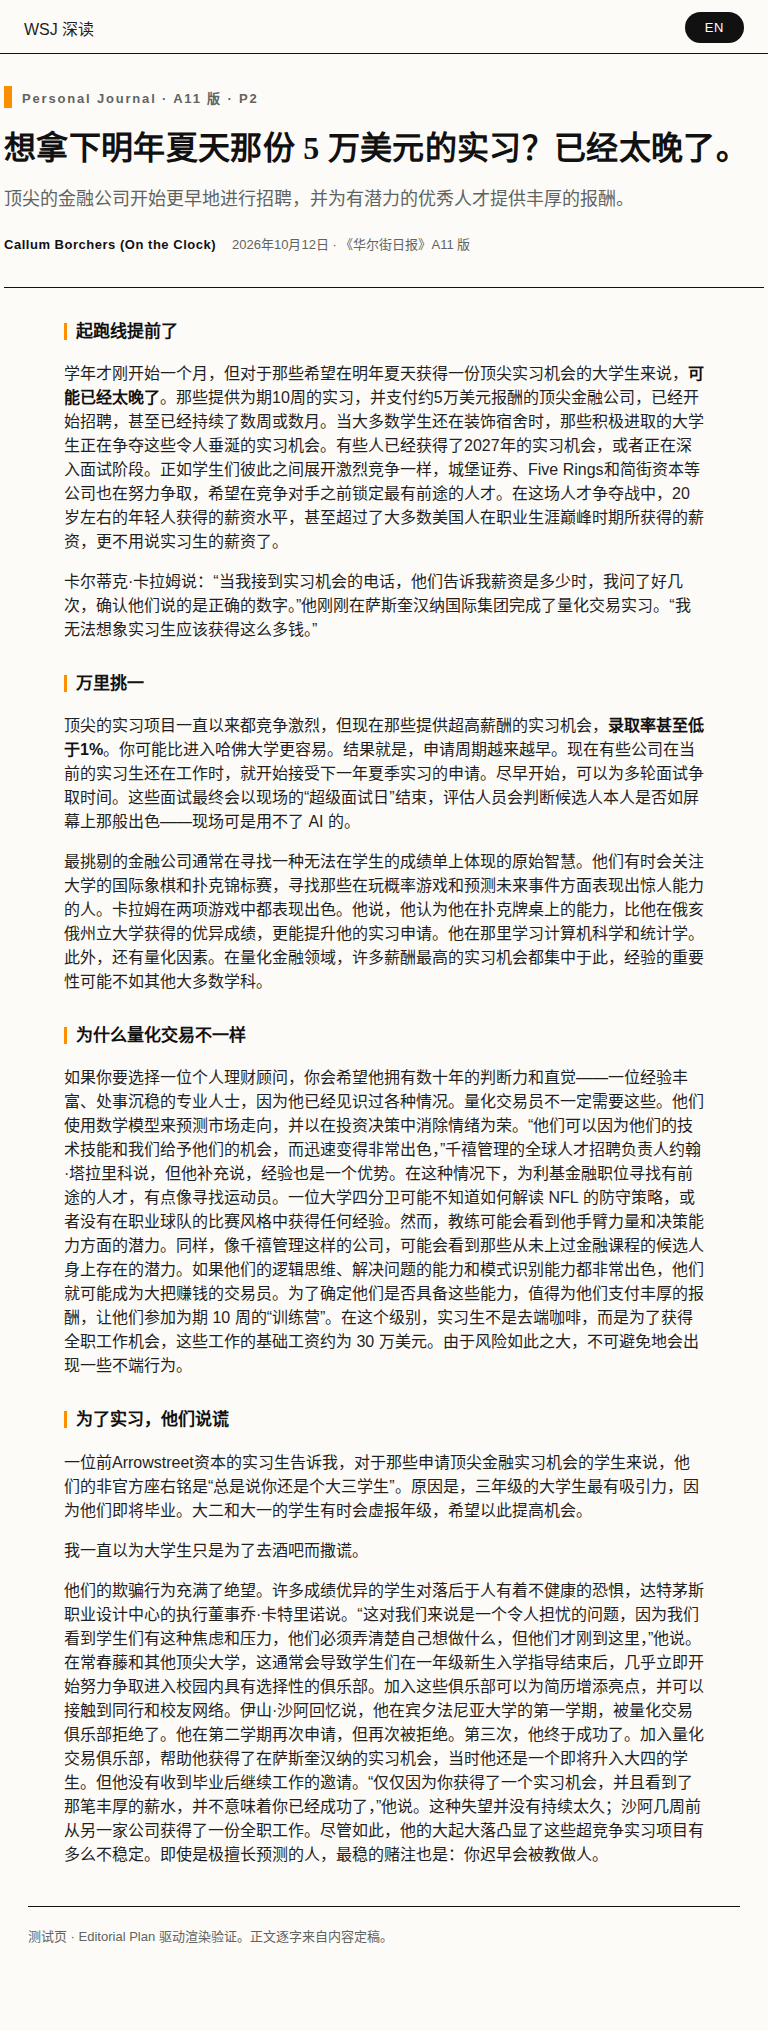 WSJ 深读
EN
Personal Journal · A11 版 · P2
想拿下明年夏天那份 5 万美元的实习？已经太晚了。
顶尖的金融公司开始更早地进行招聘，并为有潜力的优秀人才提供丰厚的报酬。
Callum Borchers (On the Clock) 2026年10月12日 · 《华尔街日报》A11 版
起跑线提前了
学年才刚开始一个月，但对于那些希望在明年夏天获得一份顶尖实习机会的大学生来说，可
能已经太晚了。那些提供为期10周的实习，并支付约5万美元报酬的顶尖金融公司，已经开
始招聘，甚至已经持续了数周或数月。当大多数学生还在装饰宿舍时，那些积极进取的大学
生正在争夺这些令人垂涎的实习机会。有些人已经获得了2027年的实习机会，或者正在深
入面试阶段。正如学生们彼此之间展开激烈竞争一样，城堡证券、Five Rings和简街资本等
公司也在努力争取，希望在竞争对手之前锁定最有前途的人才。在这场人才争夺战中，20
岁左右的年轻人获得的薪资水平，甚至超过了大多数美国人在职业生涯巅峰时期所获得的薪
资，更不用说实习生的薪资了。
卡尔蒂克·卡拉姆说：“当我接到实习机会的电话，他们告诉我薪资是多少时，我问了好几
次，确认他们说的是正确的数字。”他刚刚在萨斯奎汉纳国际集团完成了量化交易实习。“我
无法想象实习生应该获得这么多钱。”
万里挑一
顶尖的实习项目一直以来都竞争激烈，但现在那些提供超高薪酬的实习机会，录取率甚至低
于1%。你可能比进入哈佛大学更容易。结果就是，申请周期越来越早。现在有些公司在当
前的实习生还在工作时，就开始接受下一年夏季实习的申请。尽早开始，可以为多轮面试争
取时间。这些面试最终会以现场的“超级面试日”结束，评估人员会判断候选人本人是否如屏
幕上那般出色——现场可是用不了 AI 的。
最挑剔的金融公司通常在寻找一种无法在学生的成绩单上体现的原始智慧。他们有时会关注
大学的国际象棋和扑克锦标赛，寻找那些在玩概率游戏和预测未来事件方面表现出惊人能力
的人。卡拉姆在两项游戏中都表现出色。他说，他认为他在扑克牌桌上的能力，比他在俄亥
俄州立大学获得的优异成绩，更能提升他的实习申请。他在那里学习计算机科学和统计学。
此外，还有量化因素。在量化金融领域，许多薪酬最高的实习机会都集中于此，经验的重要
性可能不如其他大多数学科。
为什么量化交易不一样
如果你要选择一位个人理财顾问，你会希望他拥有数十年的判断力和直觉——一位经验丰
富、处事沉稳的专业人士，因为他已经见识过各种情况。量化交易员不一定需要这些。他们
使用数学模型来预测市场走向，并以在投资决策中消除情绪为荣。“他们可以因为他们的技
术技能和我们给予他们的机会，而迅速变得非常出色，”千禧管理的全球人才招聘负责人约翰
·塔拉里科说，但他补充说，经验也是一个优势。在这种情况下，为利基金融职位寻找有前
途的人才，有点像寻找运动员。一位大学四分卫可能不知道如何解读 NFL 的防守策略，或
者没有在职业球队的比赛风格中获得任何经验。然而，教练可能会看到他手臂力量和决策能
力方面的潜力。同样，像千禧管理这样的公司，可能会看到那些从未上过金融课程的候选人
身上存在的潜力。如果他们的逻辑思维、解决问题的能力和模式识别能力都非常出色，他们
就可能成为大把赚钱的交易员。为了确定他们是否具备这些能力，值得为他们支付丰厚的报
酬，让他们参加为期 10 周的“训练营”。在这个级别，实习生不是去端咖啡，而是为了获得
全职工作机会，这些工作的基础工资约为 30 万美元。由于风险如此之大，不可避免地会出
现一些不端行为。
为了实习，他们说谎
一位前Arrowstreet资本的实习生告诉我，对于那些申请顶尖金融实习机会的学生来说，他
们的非官方座右铭是“总是说你还是个大三学生”。原因是，三年级的大学生最有吸引力，因
为他们即将毕业。大二和大一的学生有时会虚报年级，希望以此提高机会。
我一直以为大学生只是为了去酒吧而撒谎。
他们的欺骗行为充满了绝望。许多成绩优异的学生对落后于人有着不健康的恐惧，达特茅斯
职业设计中心的执行董事乔·卡特里诺说。“这对我们来说是一个令人担忧的问题，因为我们
看到学生们有这种焦虑和压力，他们必须弄清楚自己想做什么，但他们才刚到这里，”他说。
在常春藤和其他顶尖大学，这通常会导致学生们在一年级新生入学指导结束后，几乎立即开
始努力争取进入校园内具有选择性的俱乐部。加入这些俱乐部可以为简历增添亮点，并可以
接触到同行和校友网络。伊山·沙阿回忆说，他在宾夕法尼亚大学的第一学期，被量化交易
俱乐部拒绝了。他在第二学期再次申请，但再次被拒绝。第三次，他终于成功了。加入量化
交易俱乐部，帮助他获得了在萨斯奎汉纳的实习机会，当时他还是一个即将升入大四的学
生。但他没有收到毕业后继续工作的邀请。“仅仅因为你获得了一个实习机会，并且看到了
那笔丰厚的薪水，并不意味着你已经成功了，”他说。这种失望并没有持续太久；沙阿几周前
从另一家公司获得了一份全职工作。尽管如此，他的大起大落凸显了这些超竞争实习项目有
多么不稳定。即使是极擅长预测的人，最稳的赌注也是：你迟早会被教做人。
测试页 · Editorial Plan 驱动渲染验证。正文逐字来自内容定稿。